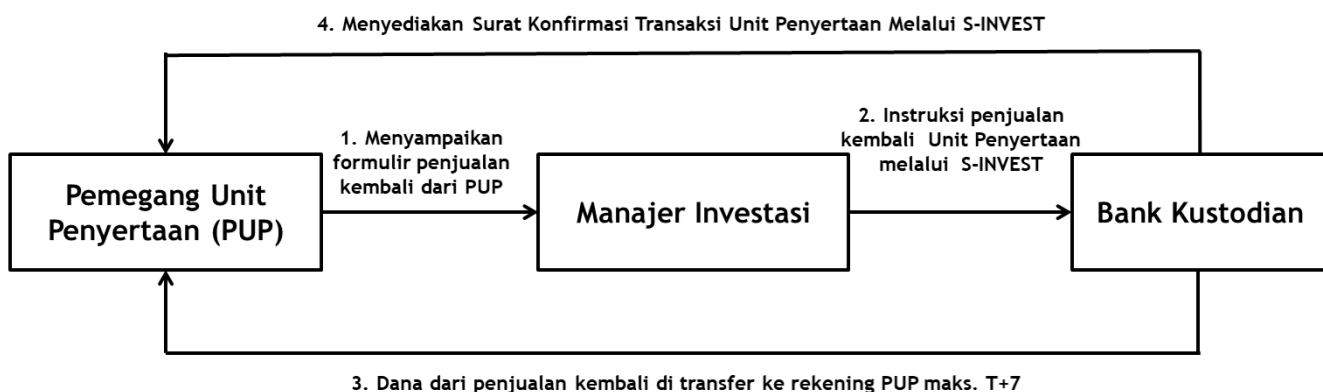 4. Menyediakan Surat Konfirmasi Transaksi Unit Penyertaan Melalui S-INVEST
1. Menyampaikan
formulir penjualan
kembali dari PUP
2. Instruksi penjualan
kembali Unit Penyertaan
melalui S-INVEST
Pemegang Unit
Penyertaan (PUP)
Manajer Investasi
Bank Kustodian
3. Dana dari penjualan kembali di transfer ke rekening PUP maks. T+7